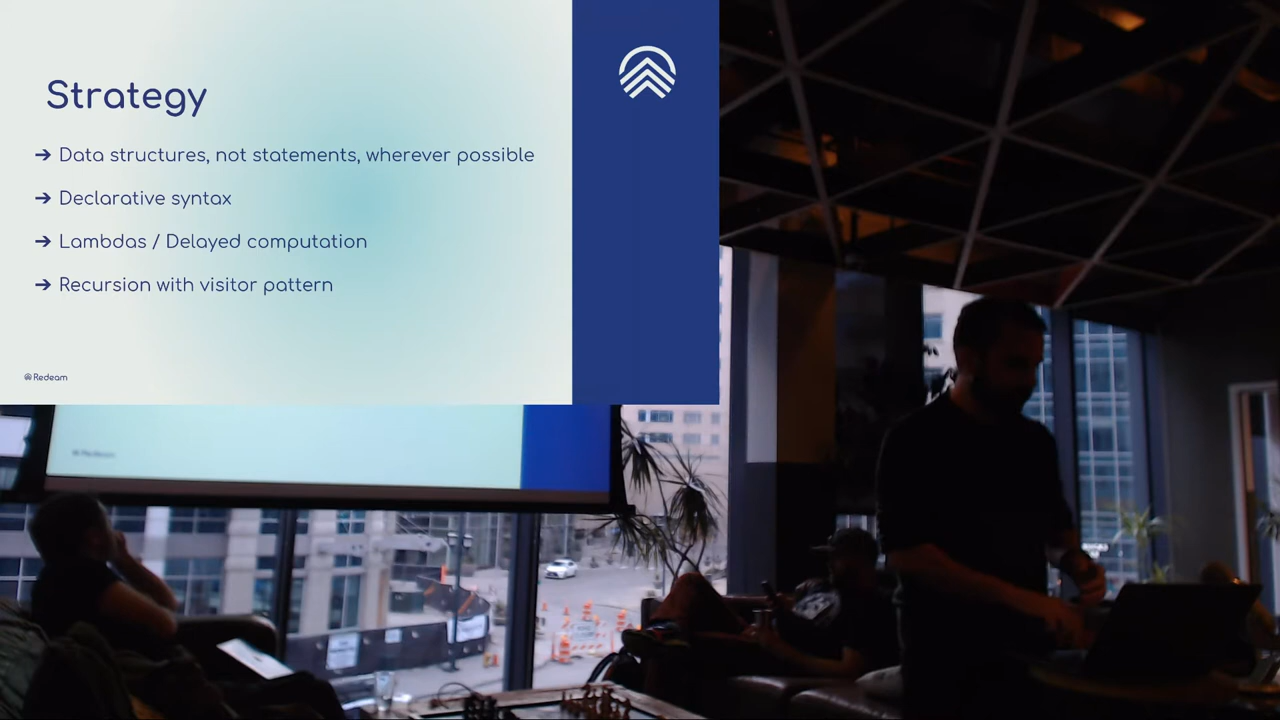 Strategy
➔ Data structures, not statements, wherever possible
➔ Declarative syntax
➔ Lambdas / Delayed computation
➔ Recursion with visitor pattern
Redeam